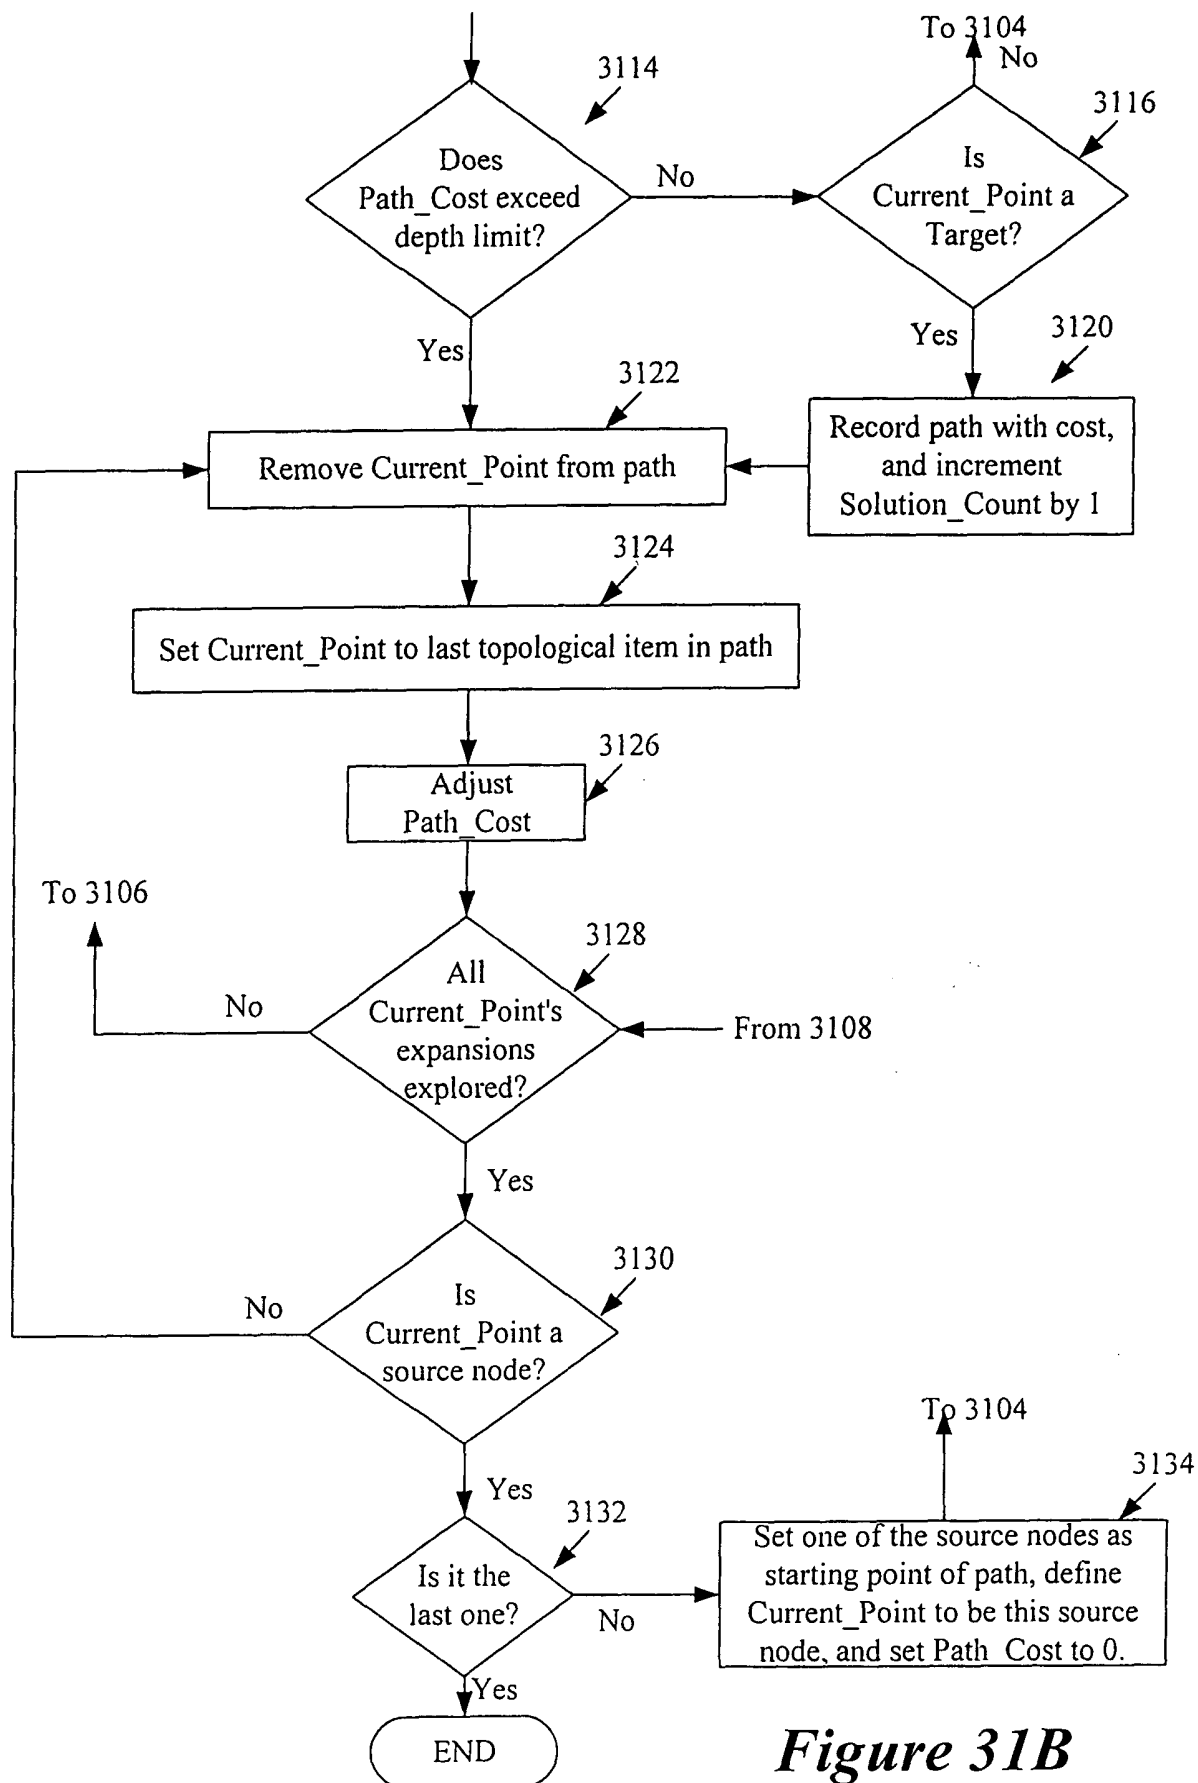 To 3104
No
3114
3116
Does
Path_Cost exceed
depth limit?
No
Is
Current_Point a
Target?
Yes
Yes
3120
3122
Record path with cost,
and increment
Solution_Count by 1
Remove Current_Point from path
3124
Set Current_Point to last topological item in path
3126
Adjust
Path_Cost
To 3106
3128
All
Current_Point's
expansions
explored?
No
From 3108
Yes
3130
Is
Current_Point a
source node?
No
To 3104
3134
Yes
3132
Is it the
last one?
No
Set one of the source nodes as
starting point of path, define
Current_Point to be this source
node, and set Path_Cost to 0.
Yes
END
Figure 31B